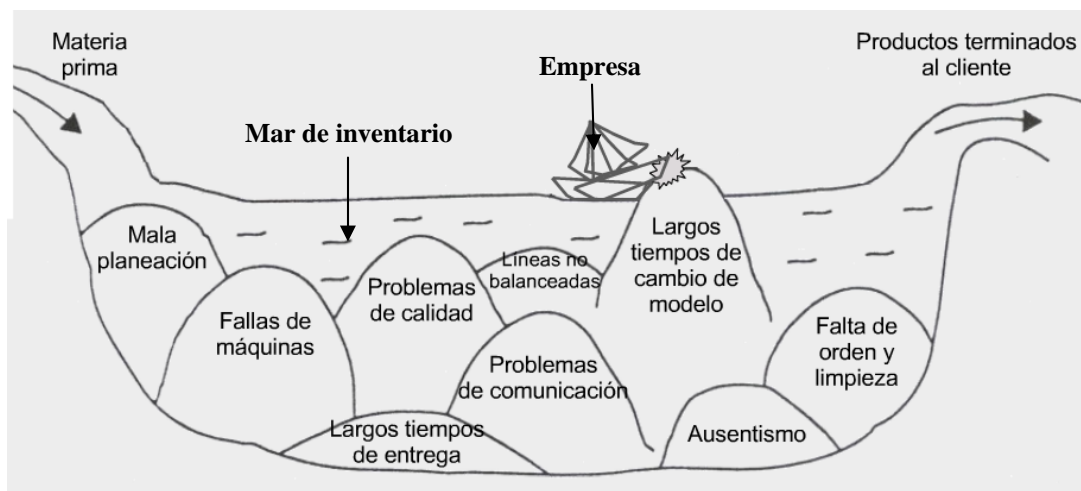 Materia
prima
Empresa
Productos terminados
al cliente
Mar de inventario
Mala
planeación
Fallas de
máquinas
Problemas
de calidad
Líneas no
balanceadas
Largos
tiempos de
cambio de
modelo
Problemas
de comunicación
Falta de
orden y
limpieza
Largos tiempos
de entrega
Ausentismo